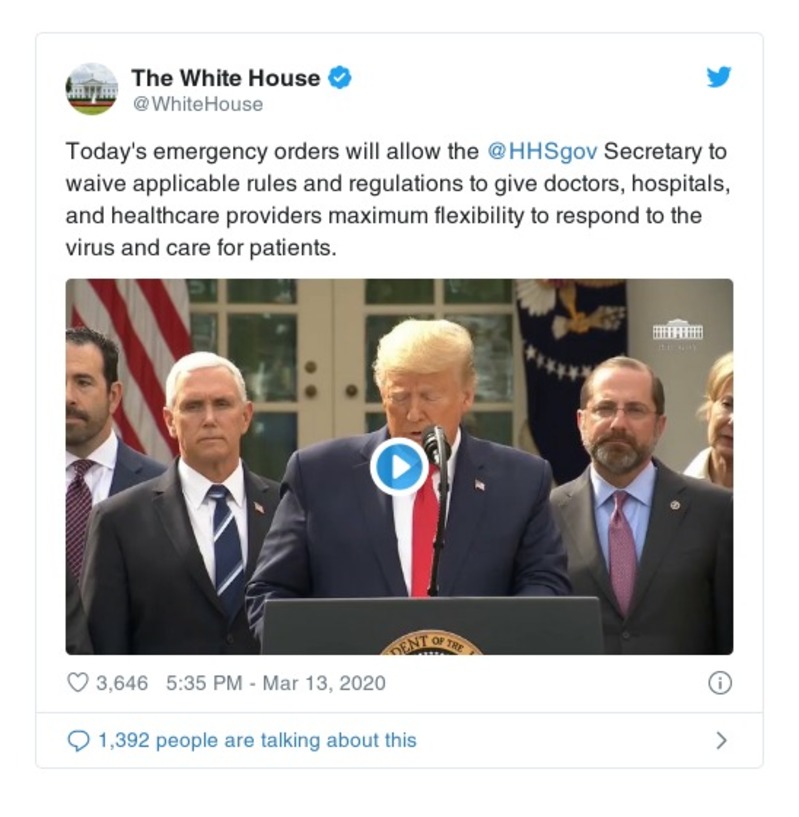 The White House
@WhiteHouse
Today's emergency orders will allow the @HHSgov Secretary to
waive applicable rules and regulations to give doctors, hospitals,
and healthcare providers maximum flexibility to respond to the
virus and care for patients.
DENT OF THE
3,646 5:35 PM - Mar 13, 2020
1,392 people are talking about this